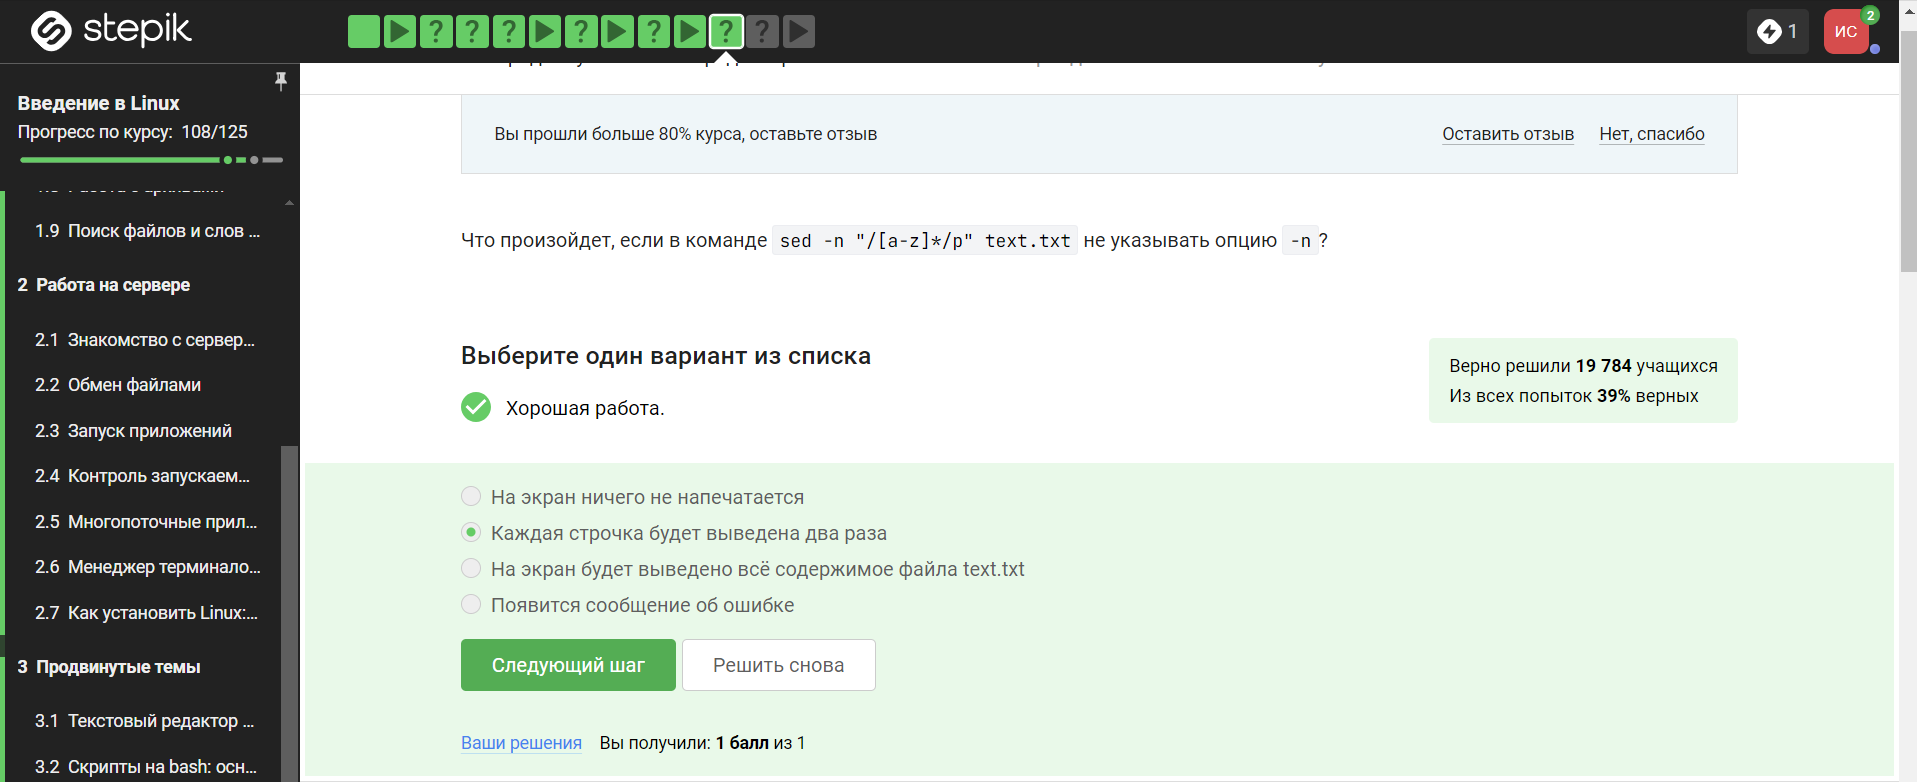 stepik
? ? ? ? ? ? ? ?
1
ИС
2
Введение в Linux
Прогресс по курсу: 108/125
1.9 Поиск файлов и слов ...
2 Работа на сервере
2.1 Знакомство с сервер...
2.2 Обмен файлами
2.3 Запуск приложений
2.4 Контроль запускаем...
2.5 Многопоточные прил...
2.6 Менеджер терминало...
2.7 Как установить Linux:...
3 Продвинутые темы
3.1 Текстовый редактор ...
3.2 Скрипты на bash: осн...
Вы прошли больше 80% курса, оставьте отзыв
Оставить отзыв Нет, спасибо
Что произойдет, если в команде sed -n "/[a-z]*/p" text.txt не указывать опцию -n?
Выберите один вариант из списка
Хорошая работа.
Верно решили 19 784 учащихся
Из всех попыток 39% верных
На экран ничего не напечатается
Каждая строчка будет выведена два раза
На экран будет выведено всё содержимое файла text.txt
Появится сообщение об ошибке
Следующий шаг Решить снова
Ваши решения Вы получили: 1 балл из 1